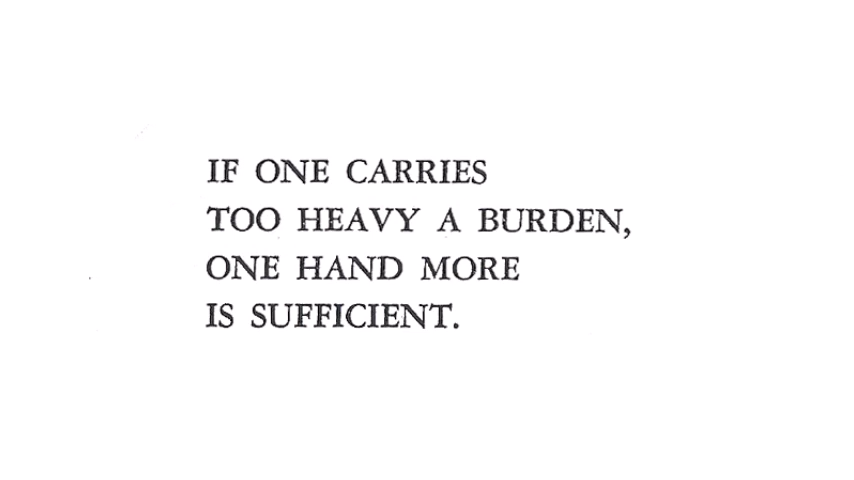 IF ONE CARRIES
TOO HEAVY A BURDEN,
ONE HAND MORE
IS SUFFICIENT.